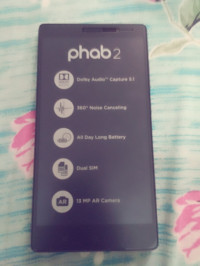 phab2
Dolby Audio™ Capture 5.1
360° Noise Canceling
All Day Long Battery
Dual SIM
AR
13 MP AR Camera